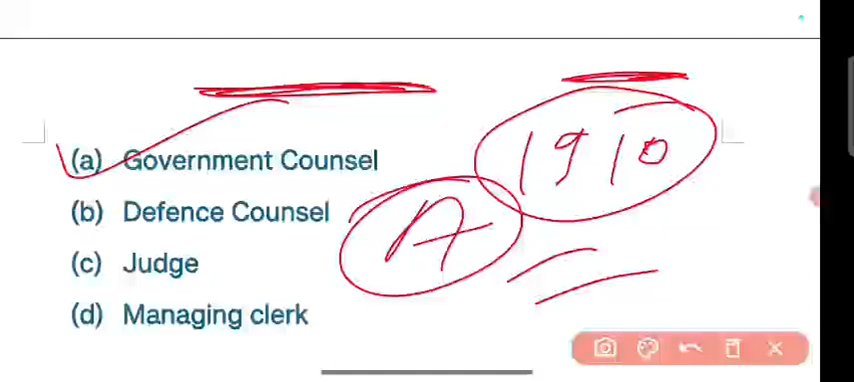 1910
(a) Government Counsel
(b) Defence Counsel
A
(c) Judge
(d) Managing clerk